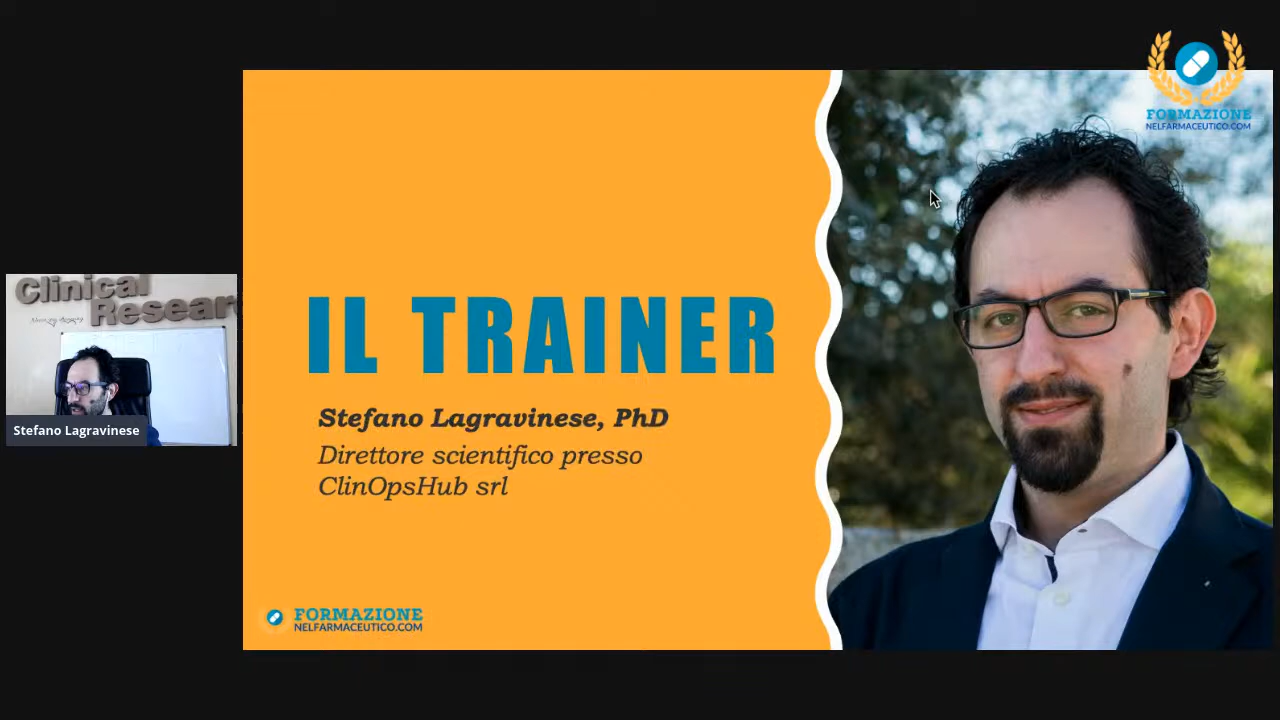 Clinical
Resear
Stefano Lagravinese
IL TRAINER
Stefano Lagravinese, PhD
Direttore scientifico presso
ClinOpsHub srl
FORMAZIONE
NELFARMACEUTICO.COM
FORMAZIONE
NELFARMACEUTICO.COM